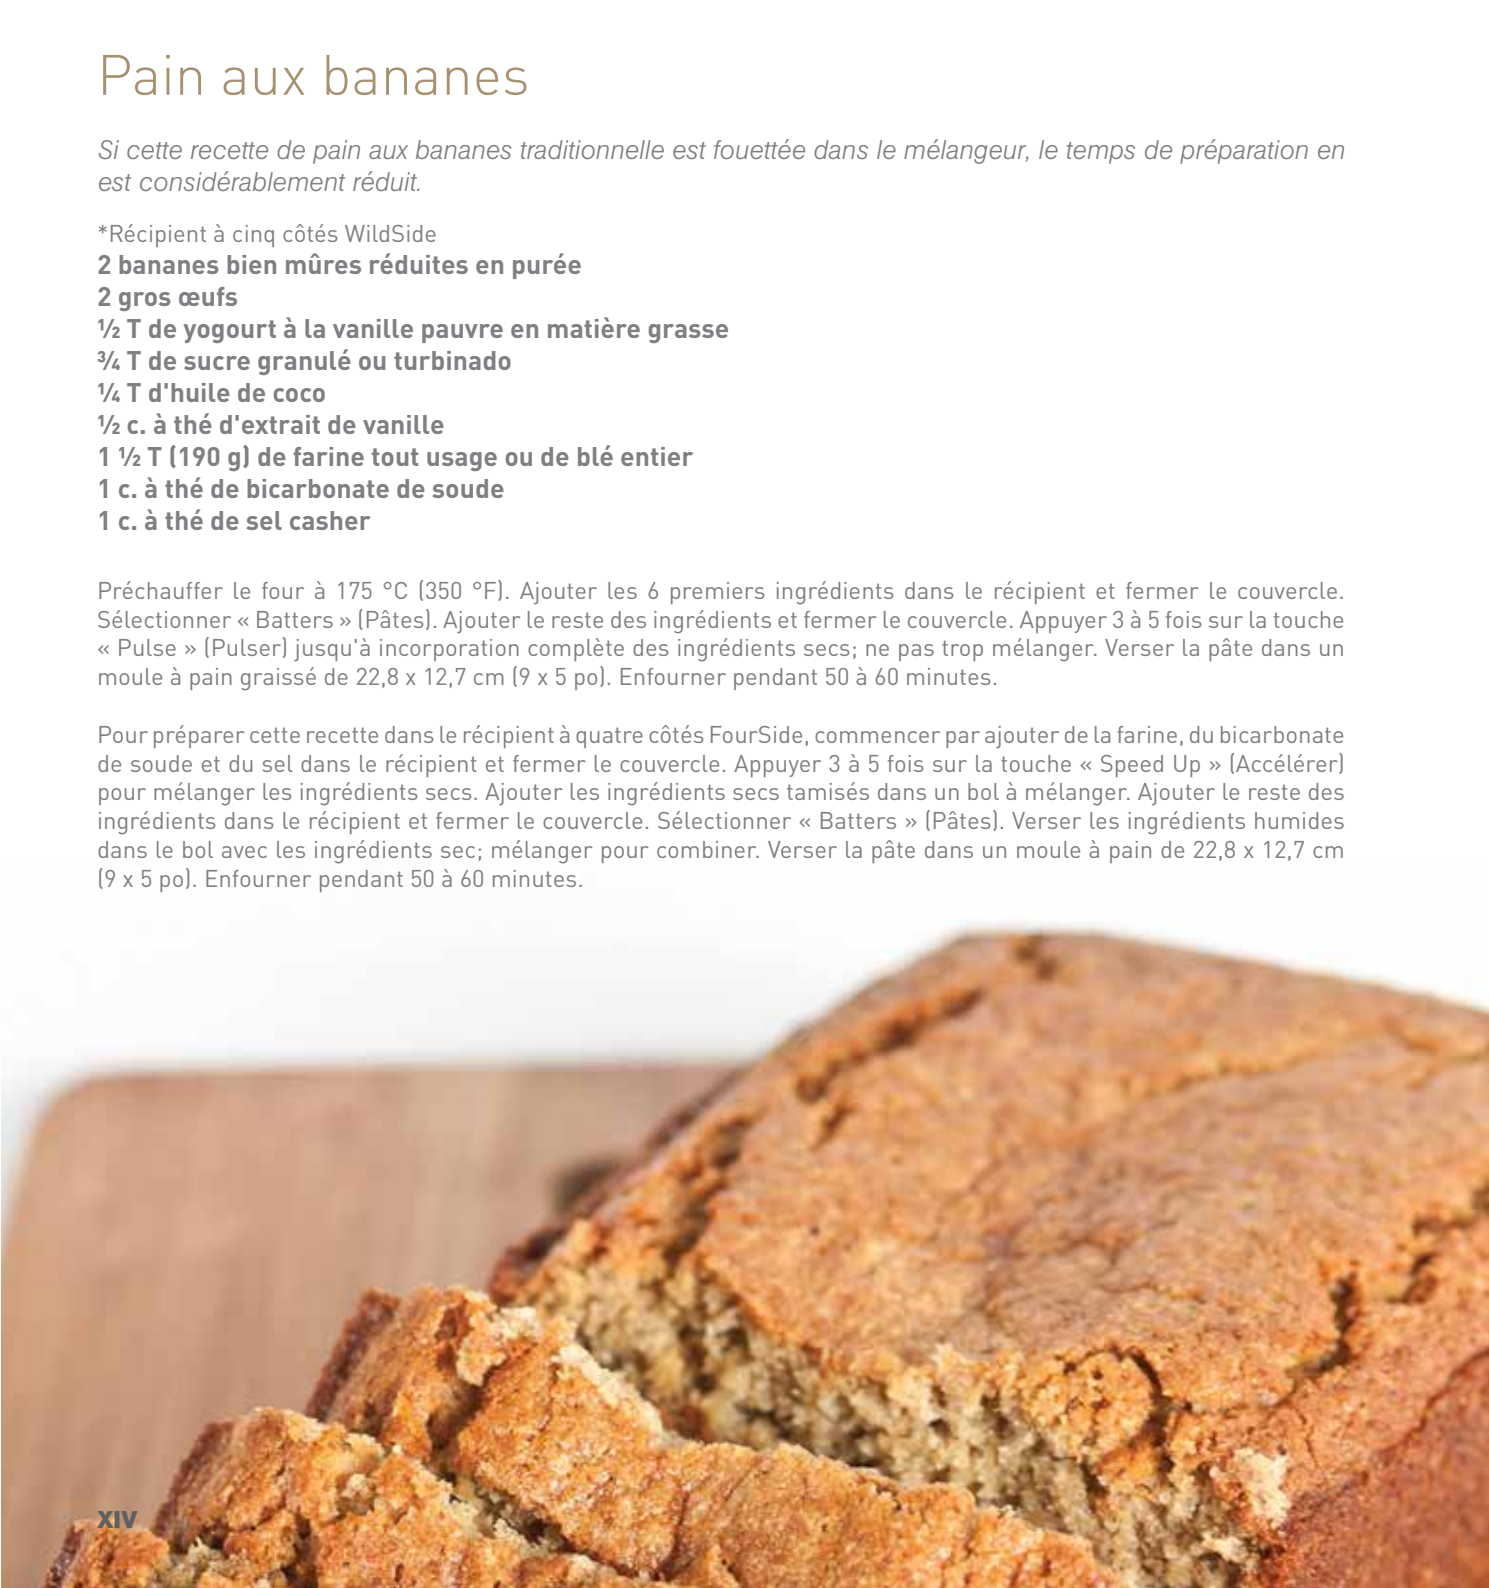 Pain aux bananes
Si cette recette de pain aux bananes traditionnelle est fouettée dans le mélangeur, le temps de préparation en
est considérablement réduit.
*Récipient à cinq côtés WildSide
2 bananes bien mûres réduites en purée
2 gros œufs
½ T de yogourt à la vanille pauvre en matière grasse
¾ T de sucre granulé ou turbinado
¼ T d'huile de coco
½ c. à thé d'extrait de vanille
1 ½ T (190 g) de farine tout usage ou de blé entier
1 c. à thé de bicarbonate de soude
1 c. à thé de sel casher
Préchauffer le four à 175 °C (350 °F). Ajouter les 6 premiers ingrédients dans le récipient et fermer le couvercle.
Sélectionner « Batters » (Pâtes). Ajouter le reste des ingrédients et fermer le couvercle. Appuyer 3 à 5 fois sur la touche
« Pulse » (Pulser) jusqu'à incorporation complète des ingrédients secs; ne pas trop mélanger. Verser la pâte dans un
moule à pain graissé de 22,8 x 12,7 cm (9 x 5 po). Enfourner pendant 50 à 60 minutes.
Pour préparer cette recette dans le récipient à quatre côtés FourSide, commencer par ajouter de la farine, du bicarbonate
de soude et du sel dans le récipient et fermer le couvercle. Appuyer 3 à 5 fois sur la touche « Speed Up » (Accélérer)
pour mélanger les ingrédients secs. Ajouter les ingrédients secs tamisés dans un bol à mélanger. Ajouter le reste des
ingrédients dans le récipient et fermer le couvercle. Sélectionner « Batters » (Pâtes). Verser les ingrédients humides
dans le bol avec les ingrédients sec; mélanger pour combiner. Verser la pâte dans un moule à pain de 22,8 x 12,7 cm
(9 x 5 po). Enfourner pendant 50 à 60 minutes.
XIV